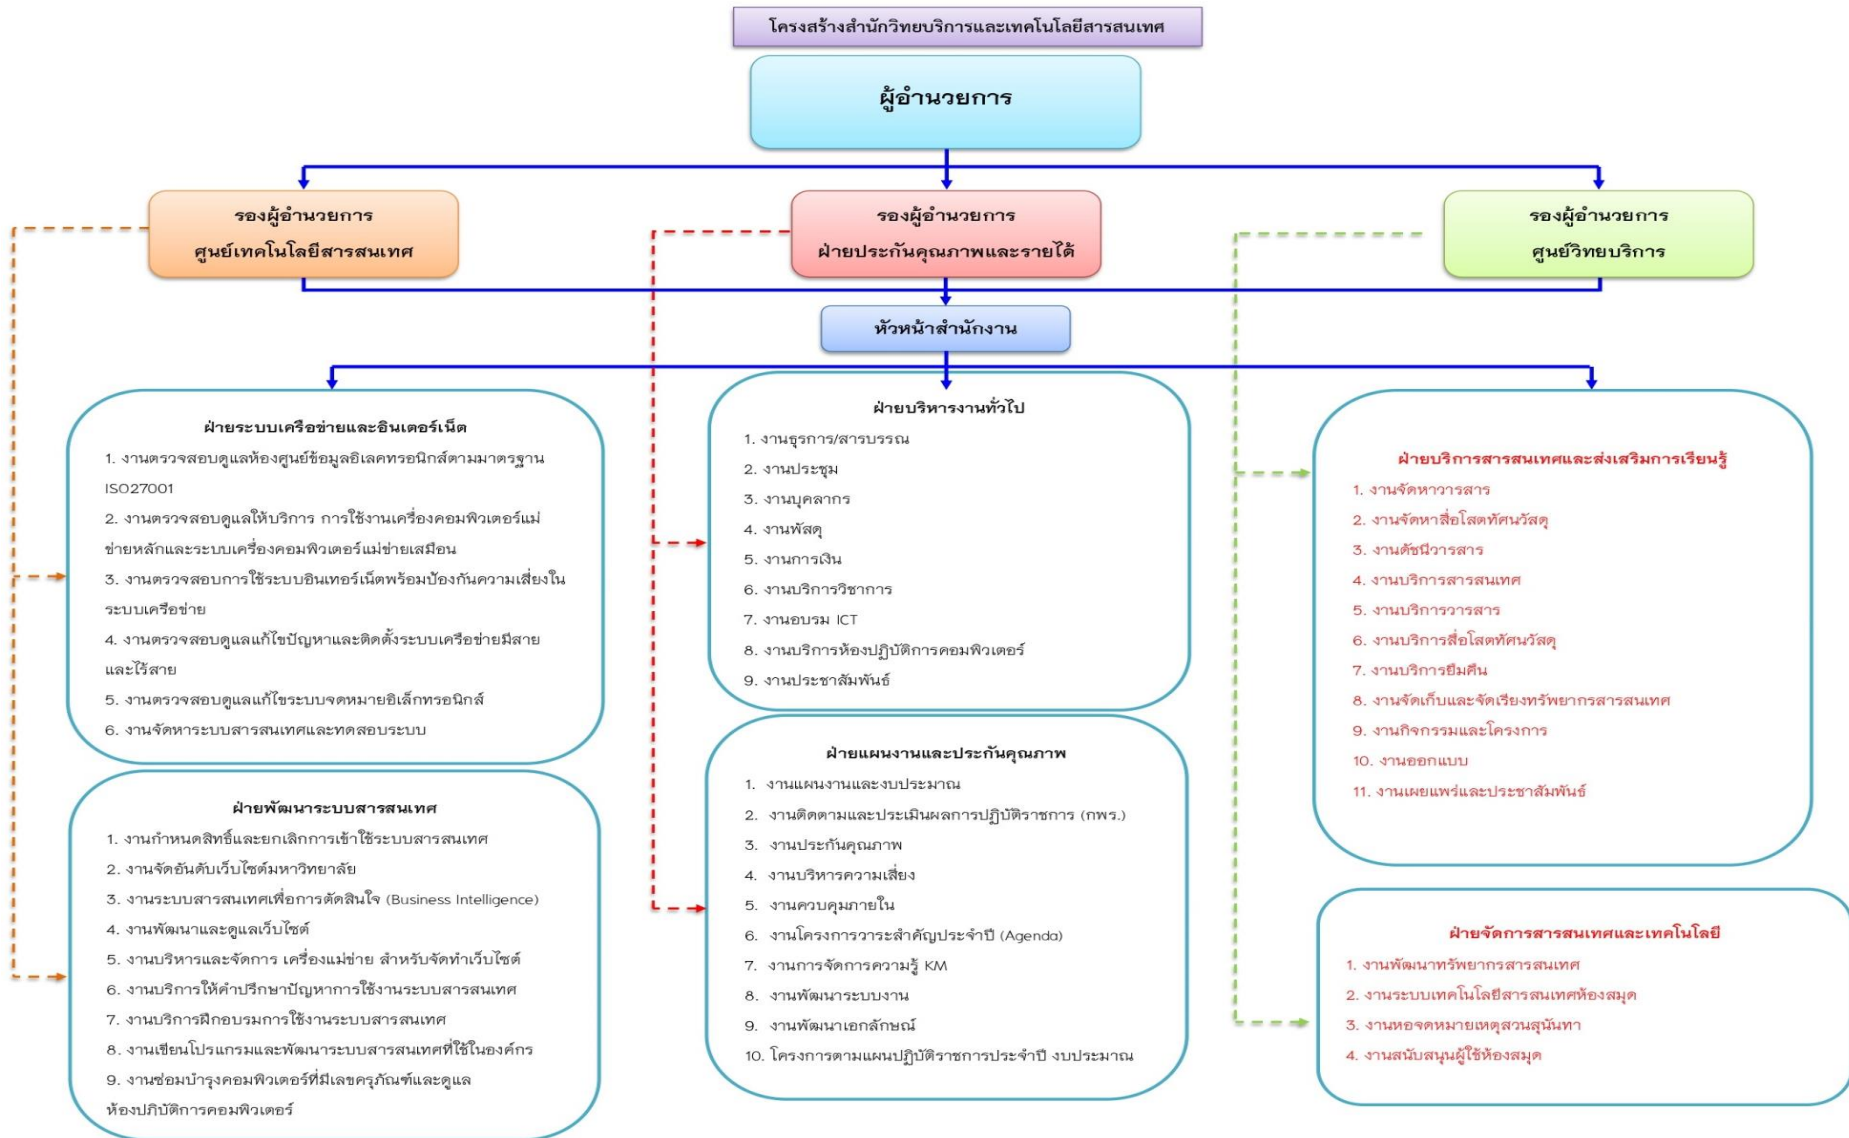 โครงสร้างสำนักวิทยบริการและเทคโนโลยีสารสนเทศ
ผู้อำนวยการ
รองผู้อำนวยการ
ศูนย์เทคโนโลยีสารสนเทศ
รองผู้อำนวยการ
ฝ่ายประกันคุณภาพและรายได้
รองผู้อำนวยการ
ศูนย์วิทยบริการ
หัวหน้าสำนักงาน
ฝ่ายระบบเครือข่ายและอินเตอร์เน็ต
1. งานตรวจสอบดูแลห้องศูนย์ข้อมูลอิเลคทรอนิกส์ตามมาตรฐาน
ISO27001
2. งานตรวจสอบดูแลให้บริการ การใช้งานเครื่องคอมพิวเตอร์แม่
ข่ายหลักและระบบเครื่องคอมพิวเตอร์แม่ข่ายเสมือน
3. งานตรวจสอบการใช้ระบบอินเทอร์เน็ตพร้อมป้องกันความเสี่ยงใน
ระบบเครือข่าย
4. งานตรวจสอบดูแลแก้ไขปัญหาและติดตั้งระบบเครือข่ายมีสาย
และไร้สาย
5. งานตรวจสอบดูแลแก้ไขระบบจดหมายอิเล็กทรอนิกส์
6. งานจัดหาระบบสารสนเทศและทดสอบระบบ
ฝ่ายพัฒนาระบบสารสนเทศ
1. งานกำหนดสิทธิ์และยกเลิกการเข้าใช้ระบบสารสนเทศ
2. งานจัดอันดับเว็บไซต์มหาวิทยาลัย
3. งานระบบสารสนเทศเพื่อการตัดสินใจ (Business Intelligence)
4. งานพัฒนาและดูแลเว็บไซต์
5. งานบริหารและจัดการ เครื่องแม่ข่าย สำหรับจัดทำเว็บไซต์
6. งานบริการให้คำปรึกษาปัญหาการใช้งานระบบสารสนเทศ
7. งานบริการฝึกอบรมการใช้งานระบบสารสนเทศ
8. งานเขียนโปรแกรมและพัฒนาระบบสารสนเทศที่ใช้ในองค์กร
9. งานซ่อมบำรุงคอมพิวเตอร์ที่มีเลขครุภัณฑ์และดูแล
ห้องปฏิบัติการคอมพิวเตอร์
ฝ่ายบริหารงานทั่วไป
1. งานธุรการ/สารบรรณ
2. งานประชุม
3. งานบุคลากร
4. งานพัสดุ
5. งานการเงิน
6. งานบริการวิชาการ
7. งานอบรม ICT
8. งานบริการห้องปฏิบัติการคอมพิวเตอร์
9. งานประชาสัมพันธ์
ฝ่ายแผนงานและประกันคุณภาพ
1. งานแผนงานและงบประมาณ
2. งานติดตามและประเมินผลการปฏิบัติราชการ (กพร.)
3. งานประกันคุณภาพ
4. งานบริหารความเสี่ยง
5. งานควบคุมภายใน
6. งานโครงการวาระสำคัญประจำปี (Agenda)
7. งานการจัดการความรู้ KM
8. งานพัฒนาระบบงาน
9. งานพัฒนาเอกลักษณ์
10. โครงการตามแผนปฏิบัติราชการประจำปี งบประมาณ
ฝ่ายบริการสารสนเทศและส่งเสริมการเรียนรู้
1. งานจัดหาวารสาร
2. งานจัดหาสื่อโสตทัศนวัสดุ
3. งานดัชนีวารสาร
4. งานบริการสารสนเทศ
5. งานบริการวารสาร
6. งานบริการสื่อโสตทัศนวัสดุ
7. งานบริการยืมคืน
8. งานจัดเก็บและจัดเรียงทรัพยากรสารสนเทศ
9. งานกิจกรรมและโครงการ
10. งานออกแบบ
11. งานเผยแพร่และประชาสัมพันธ์
ฝ่ายจัดการสารสนเทศและเทคโนโลยี
1. งานพัฒนาทรัพยากรสารสนเทศ
2. งานระบบเทคโนโลยีสารสนเทศห้องสมุด
3. งานหอจดหมายเหตุสวนสุนันทา
4. งานสนับสนุนผู้ใช้ห้องสมุด